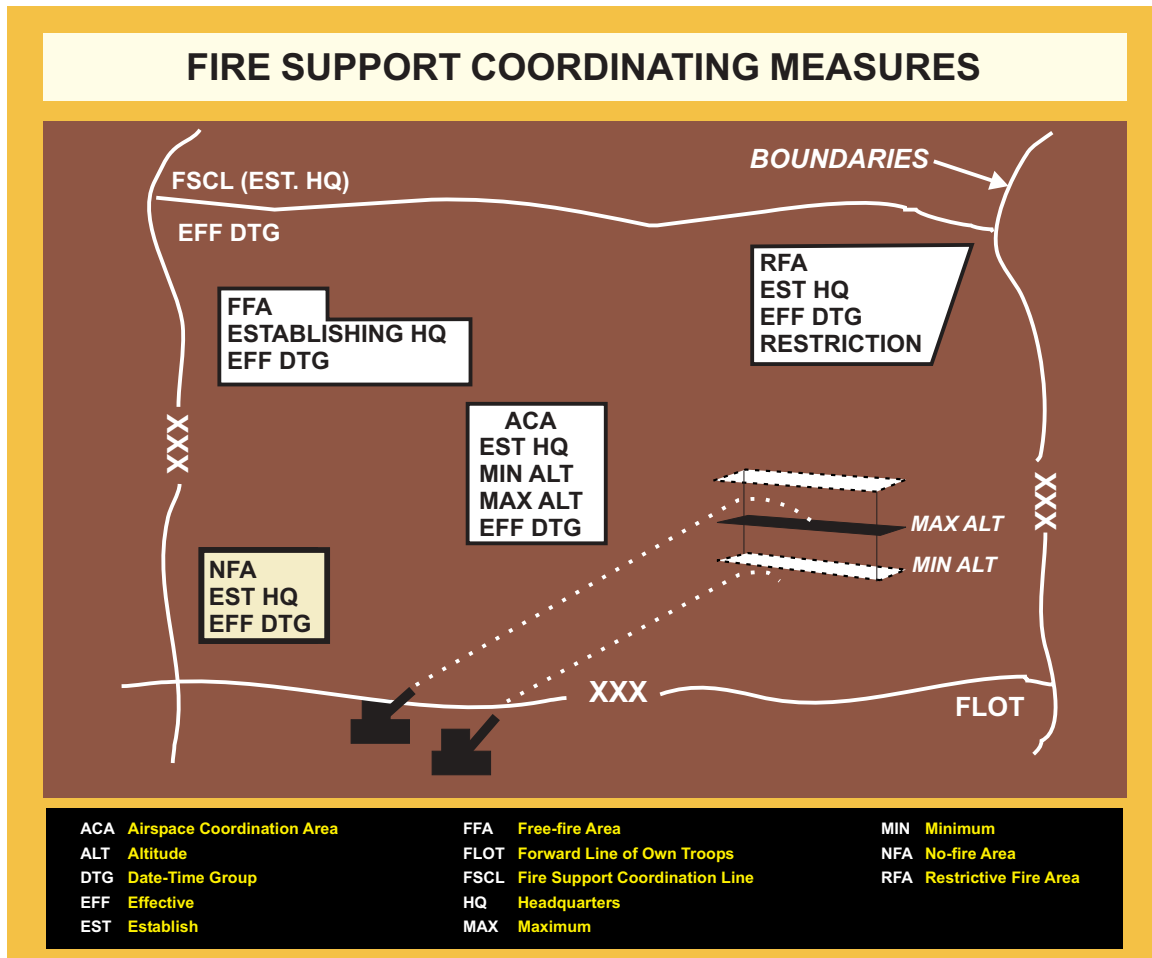 FIRE SUPPORT COORDINATING MEASURES
BOUNDARIES
FSCL (EST. HQ)
EFF DTG
RFA
EST HQ
EFF DTG
RESTRICTION
FFA
ESTABLISHING HQ
EFF DTG
ACA
EST HQ
MIN ALT
MAX ALT
EFF DTG
XXX
XXX
MAX ALT
MIN ALT
NFA
EST HQ
EFF DTG
XXX
FLOT
ACA Airspace Coordination Area
ALT Altitude
DTG Date-Time Group
EFF Effective
EST Establish
FFA Free-fire Area
FLOT Forward Line of Own Troops
FSCL Fire Support Coordination Line
HQ Headquarters
MAX Maximum
MIN Minimum
NFA No-fire Area
RFA Restrictive Fire Area